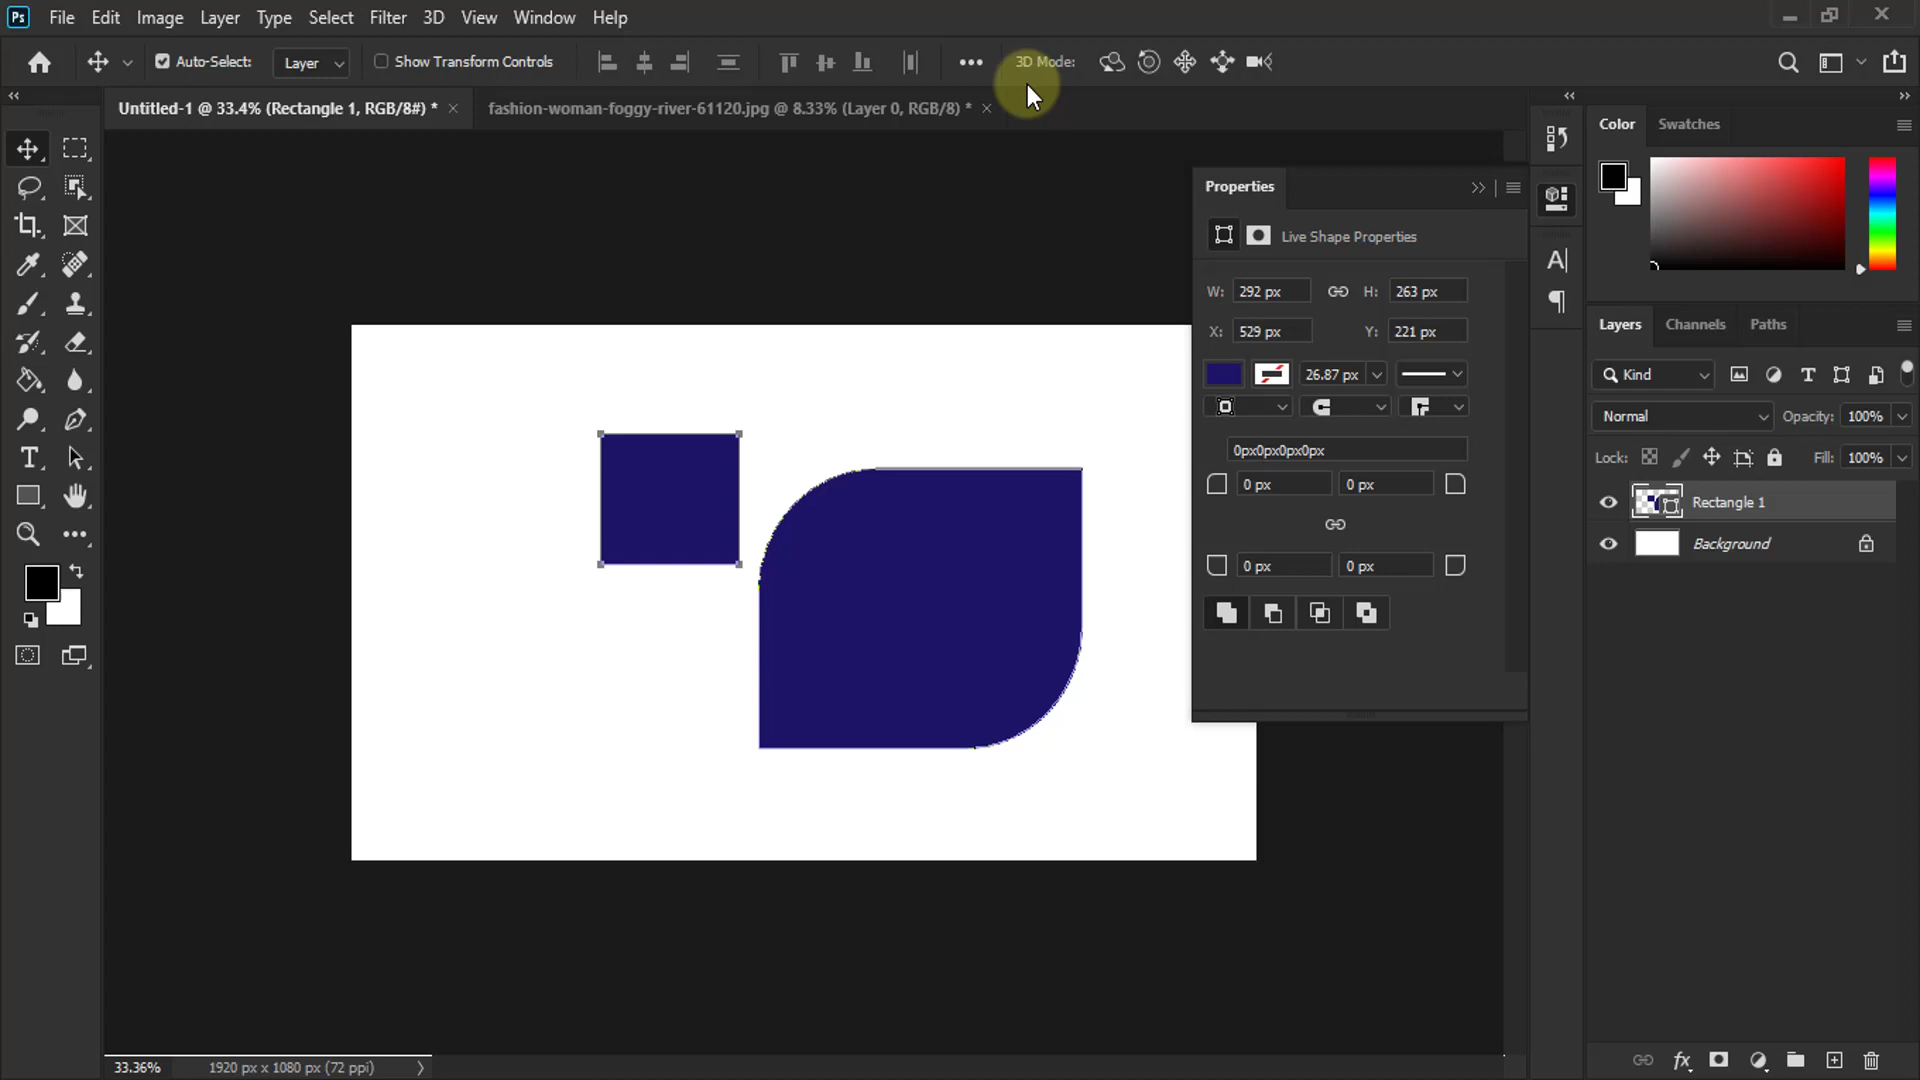 Ps File Edit Image Layer Type Select Filter 3D View Window Help
Auto-Select: Layer Show Transform Controls 3D Mode:
Untitled-1 @ 33.4% (Rectangle 1, RGB/8#) * fashion-woman-foggy-river-61120.jpg @ 8.33% (Layer 0, RGB/8) *
Color Swatches
Properties
Live Shape Properties
W: 292 px H: 263 px
X: 529 px Y: 221 px
26.87 px
0px0px0px0px
0 px 0 px
0 px 0 px
Layers Channels Paths
Kind
Normal Opacity: 100%
Lock: Fill: 100%
Rectangle 1
Background
33.36% 1920 px x 1080 px (72 ppi)